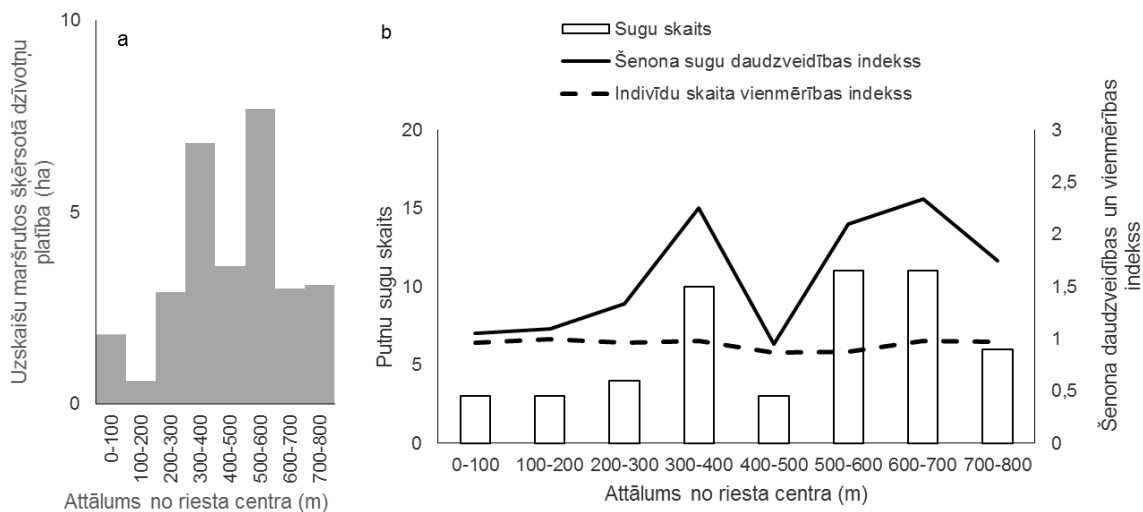 a
Uzskaišu maršrutos šķērsotā dzīvotņu
platība (ha)
10
5
0
0-100
100-200
200-300
300-400
400-500
500-600
600-700
700-800
Attālums no riesta centra (m)
b
Sugu skaits
Šenona sugu daudzveidības indekss
Indivīdu skaita vienmērības indekss
Putnu sugu skaits
20
15
10
5
0
3
2,5
2
1,5
1
0,5
0
Šenona daudzveidības un vienmērības
indekss
0-100 100-200 200-300 300-400 400-500 500-600 600-700 700-800
Attālums no riesta centra (m)